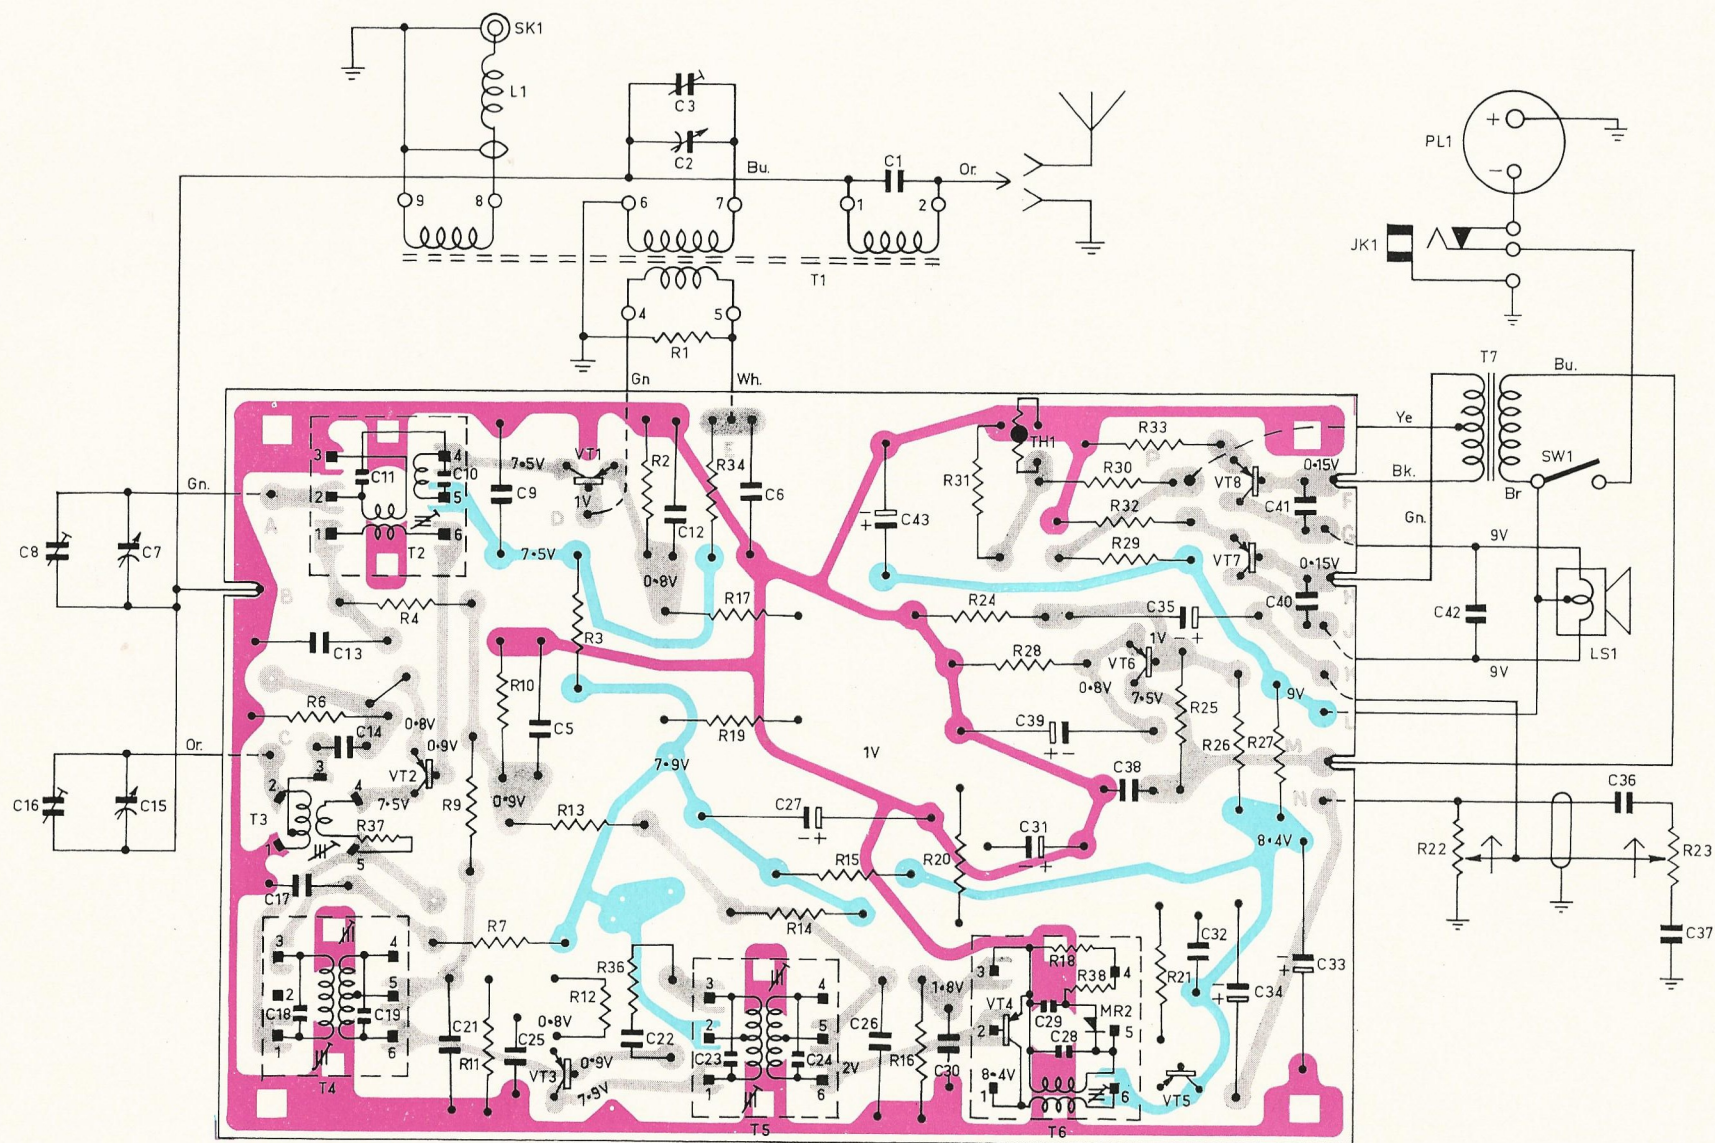 SK1
L1
C3
C2
Bu.
C1
Or.
9
8
6
7
1
2
T1
4
5
R1
Gn
Wh.
PL1
+
−
JK1
T7
Bu.
Ye
Bk.
SW1
Br
Gn.
9V
C42
LS1
9V
C8
C7
Gn.
A
B
3
C11
4
C10
2
5
1
T2
6
7·5V
C9
VT1
1V
D
7·5V
R2
C12
R34
E
C6
0·8V
R17
R4
R3
C13
R10
C5
R6
0·8V
C14
C
0·9V
VT2
7·5V
Or.
C16
C15
2
3
4
T3
R37
1
5
C17
R9
0·9V
R13
R19
7·9V
1V
C27
− +
R15
R20
C31
− +
C38
C39
+ −
R31
TH1
C43
− +
R33
R30
P
R32
R29
VT8
0·15V
C41
F
G
VT7
0·15V
C40
H
J
K
L
M
N
R24
C35
− +
1V
R28
VT6
0·8V
7·5V
R25
R26
R27
9V
8·4V
R22
C36
R23
C37
R7
R14
3
4
2
5
C18
C19
1
6
T4
C21
R11
C25
R12
R36
C22
0·8V
VT3
0·9V
7·9V
3
4
2
5
C23
C24
1
6
T5
2V
C26
R16
1·8V
C30
3
R18
R38
4
VT4
C29
MR2
2
5
C28
8·4V
1
6
T6
R21
C32
C34
+
C33
− +
VT5